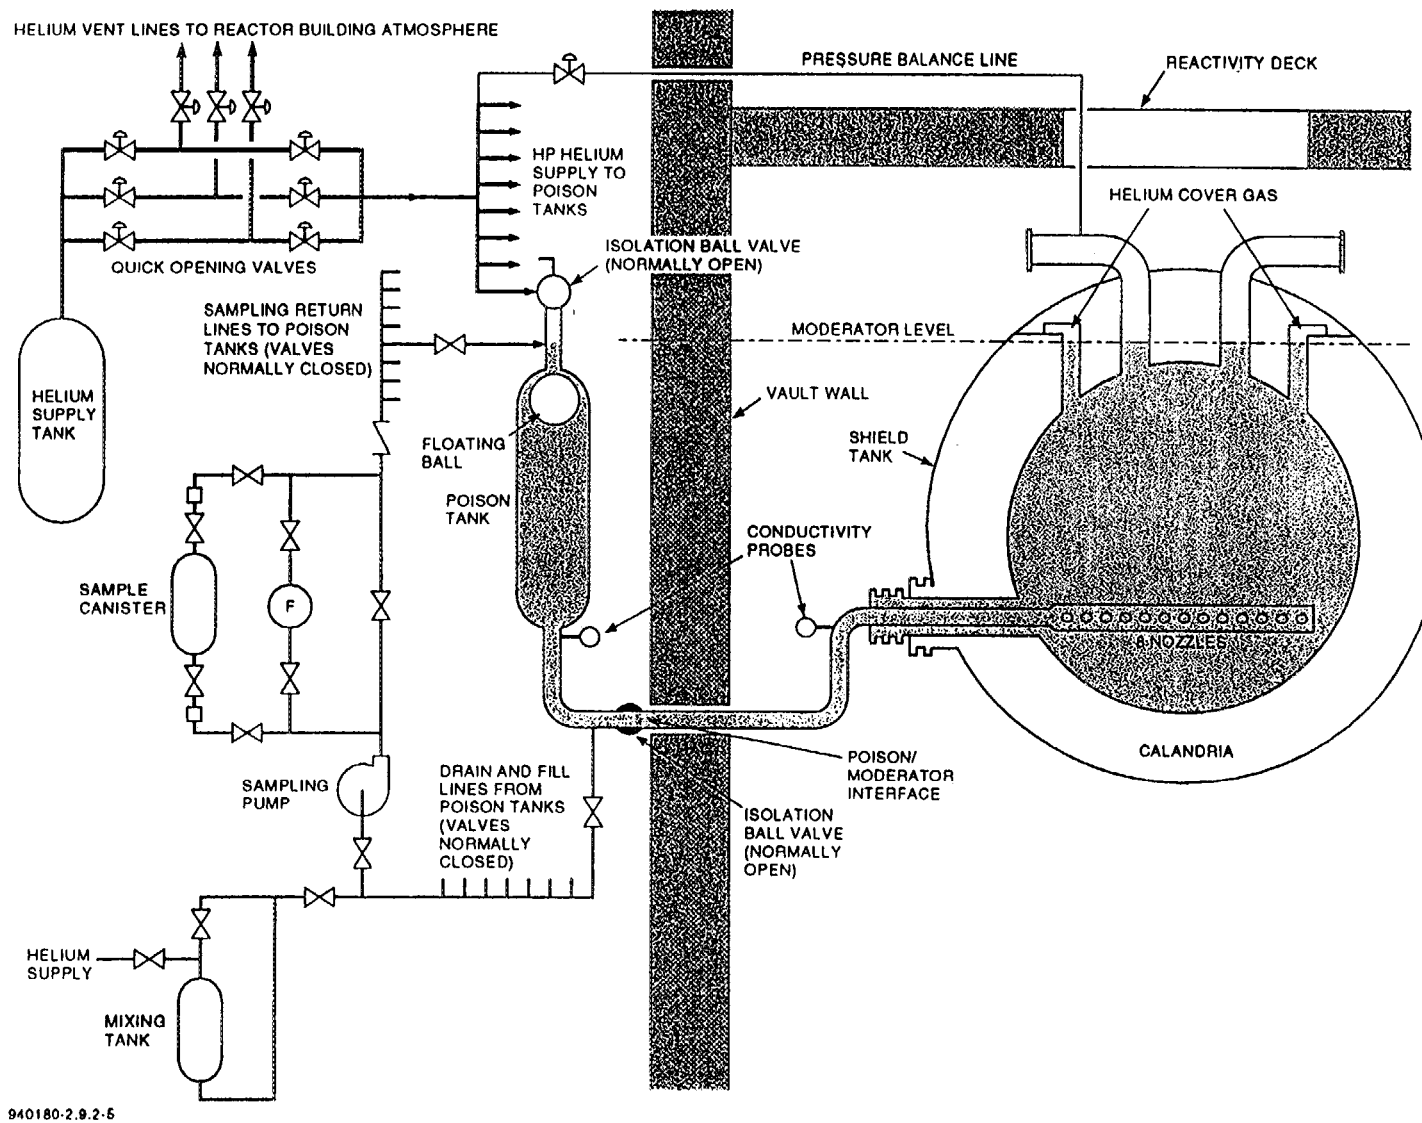 HELIUM VENT LINES TO REACTOR BUILDING ATMOSPHERE
PRESSURE BALANCE LINE
REACTIVITY DECK
HP HELIUM
SUPPLY TO
POISON
TANKS
HELIUM COVER GAS
ISOLATION BALL VALVE
(NORMALLY OPEN)
QUICK OPENING VALVES
SAMPLING RETURN
LINES TO POISON
TANKS (VALVES
NORMALLY CLOSED)
MODERATOR LEVEL
HELIUM
SUPPLY
TANK
VAULT WALL
FLOATING
BALL
SHIELD
TANK
POISON
TANK
CONDUCTIVITY
PROBES
SAMPLE
CANISTER
F
8 NOZZLES
CALANDRIA
SAMPLING
PUMP
DRAIN AND FILL
LINES FROM
POISON TANKS
(VALVES
NORMALLY
CLOSED)
POISON/
MODERATOR
INTERFACE
ISOLATION
BALL VALVE
(NORMALLY
OPEN)
HELIUM
SUPPLY
MIXING
TANK
940180-2.9.2-5